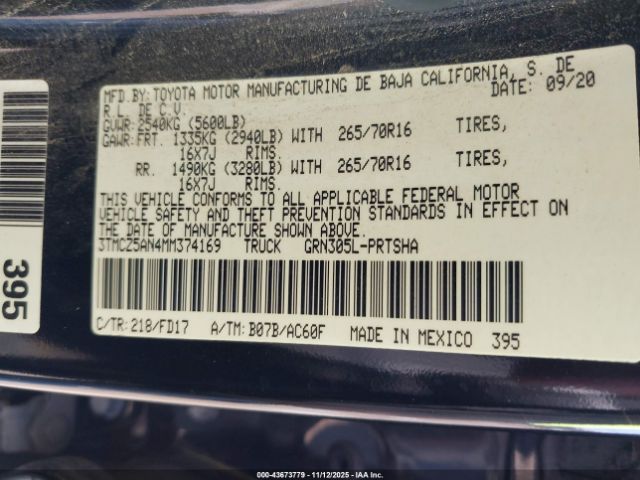 MFD.BY:TOYOTA MOTOR MANUFACTURING DE BAJA CALIFORNIA, S. DE
R.L. DE C.V. DATE: 09/20
GVWR:2540KG (5600LB)
GAWR:FRT. 1335KG (2940LB) WITH 265/70R16 TIRES,
16X7J RIMS.
RR. 1490KG (3280LB) WITH 265/70R16 TIRES,
16X7J RIMS.
THIS VEHICLE CONFORMS TO ALL APPLICABLE FEDERAL MOTOR
VEHICLE SAFETY AND THEFT PREVENTION STANDARDS IN EFFECT ON
THE DATE OF MANUFACTURE SHOWN ABOVE.
3TMCZ5AN4MM374169 TRUCK GRN305L-PRTSHA
C/TR:218/FD17 A/TM:B07B/AC60F MADE IN MEXICO 395
395
000-43673779 - 11/12/2025 - IAA Inc.